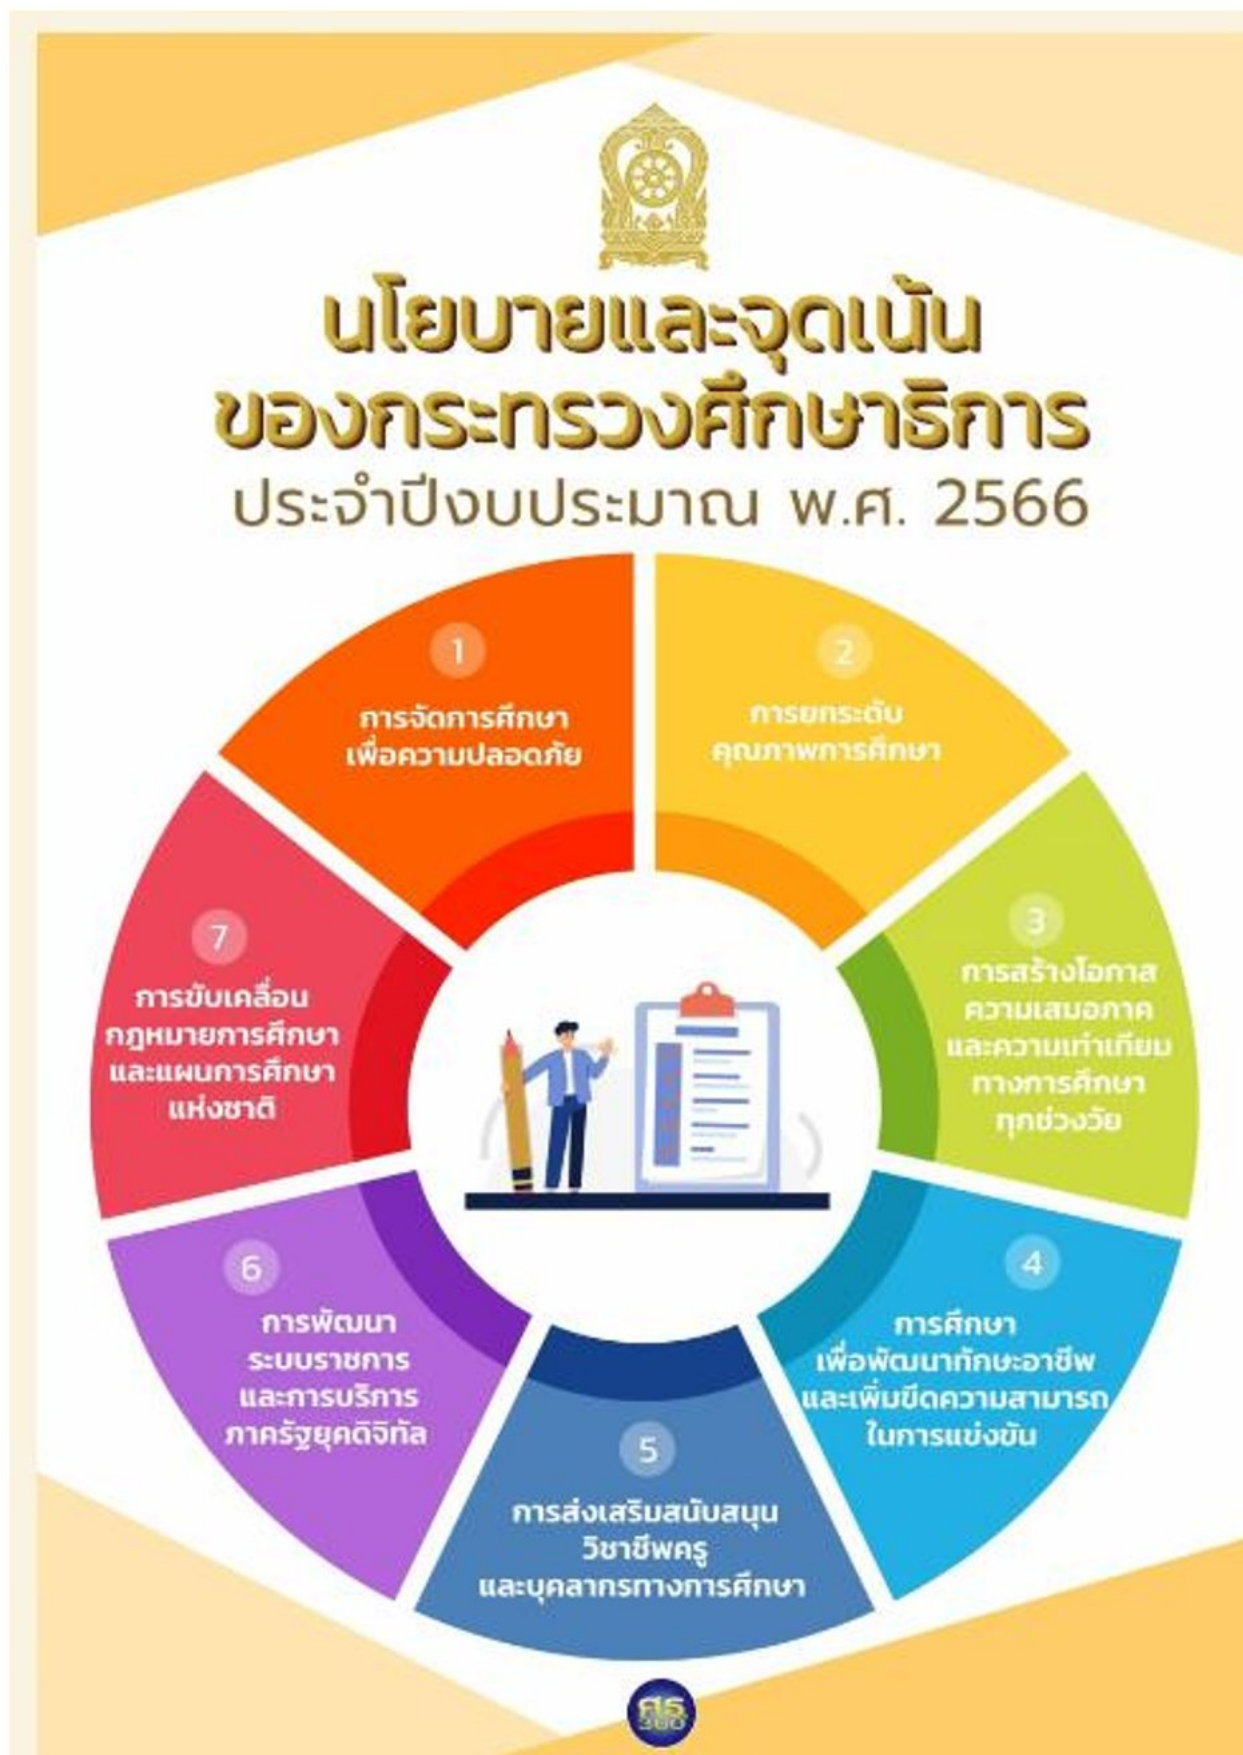 นโยบายและจุดเน้น
ของกระทรวงศึกษาธิการ
ประจำปีงบประมาณ พ.ศ. 2566
1
การจัดการศึกษา
เพื่อความปลอดภัย
2
การยกระดับ
คุณภาพการศึกษา
3
การสร้างโอกาส
ความเสมอภาค
และความเท่าเทียม
ทางการศึกษา
ทุกช่วงวัย
4
การศึกษา
เพื่อพัฒนาทักษะอาชีพ
และเพิ่มขีดความสามารถ
ในการแข่งขัน
5
การส่งเสริมสนับสนุน
วิชาชีพครู
และบุคลากรทางการศึกษา
6
การพัฒนา
ระบบราชการ
และการบริการ
ภาครัฐยุคดิจิทัล
7
การขับเคลื่อน
กฎหมายการศึกษา
และแผนการศึกษา
แห่งชาติ
ศธ.
360